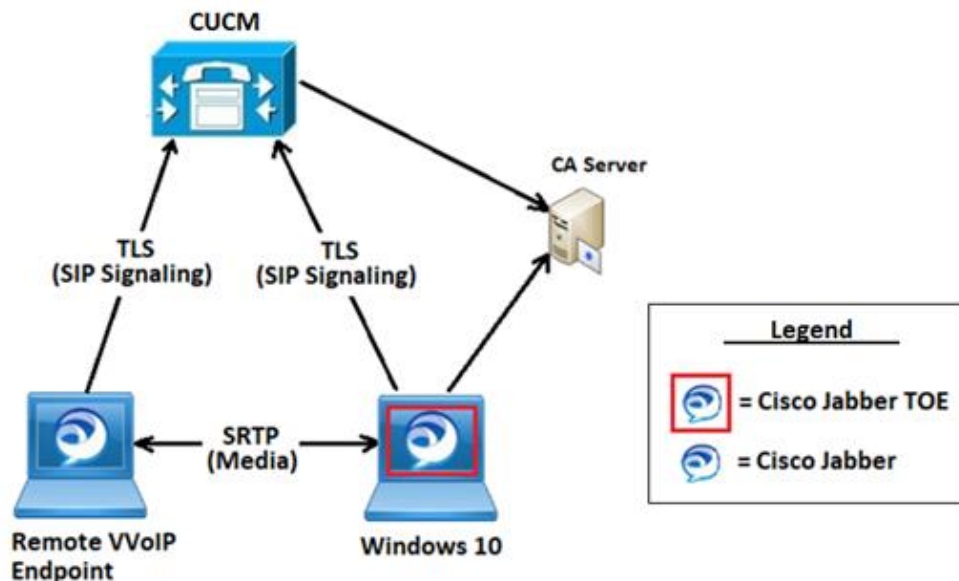 CUCM
CA Server
TLS
(SIP Signaling)
TLS
(SIP Signaling)
SRTP
(Media)
Remote VVoIP
Endpoint
Windows 10
Legend
= Cisco Jabber TOE
= Cisco Jabber